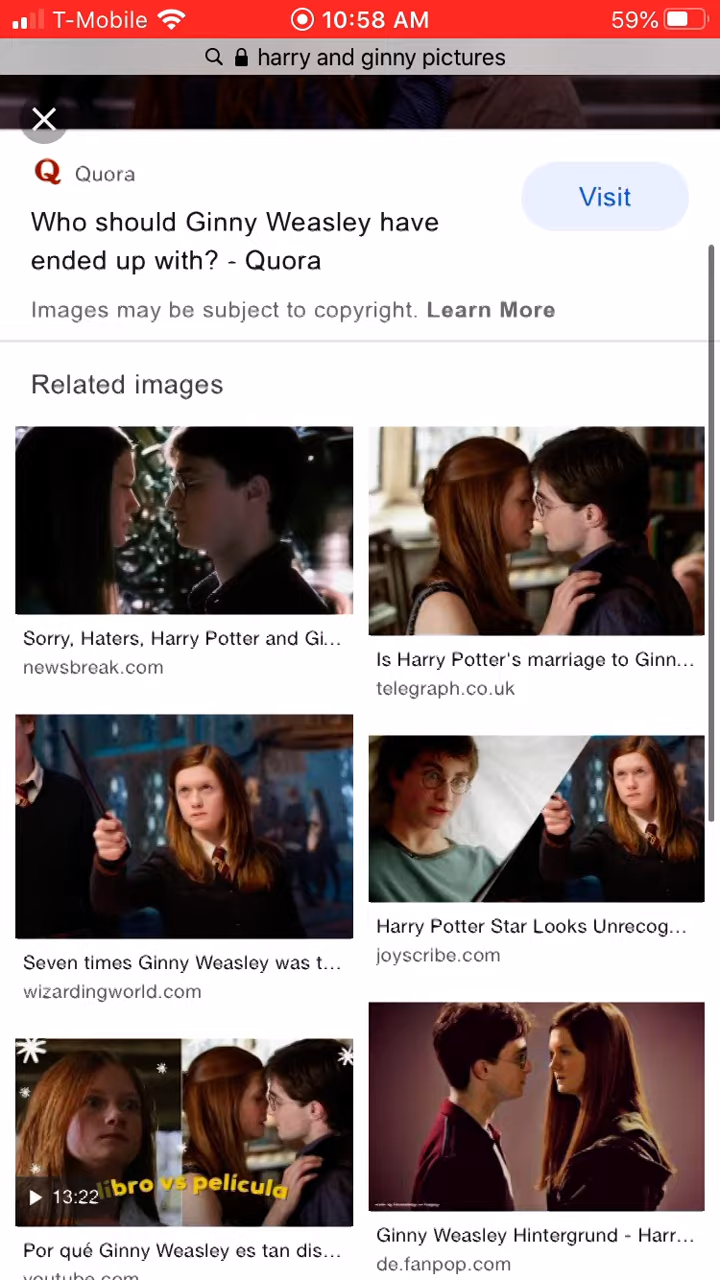 T-Mobile 10:58 AM 59%
harry and ginny pictures
Quora
Visit
Who should Ginny Weasley have
ended up with? - Quora
Images may be subject to copyright. Learn More
Related images
Sorry, Haters, Harry Potter and Gi...
newsbreak.com
Is Harry Potter's marriage to Ginn...
telegraph.co.uk
Seven times Ginny Weasley was t...
wizardingworld.com
Harry Potter Star Looks Unrecog...
joyscribe.com
libro vs película
13:22
Por qué Ginny Weasley es tan dis...
youtube.com
Ginny Weasley Hintergrund - Harr...
de.fanpop.com